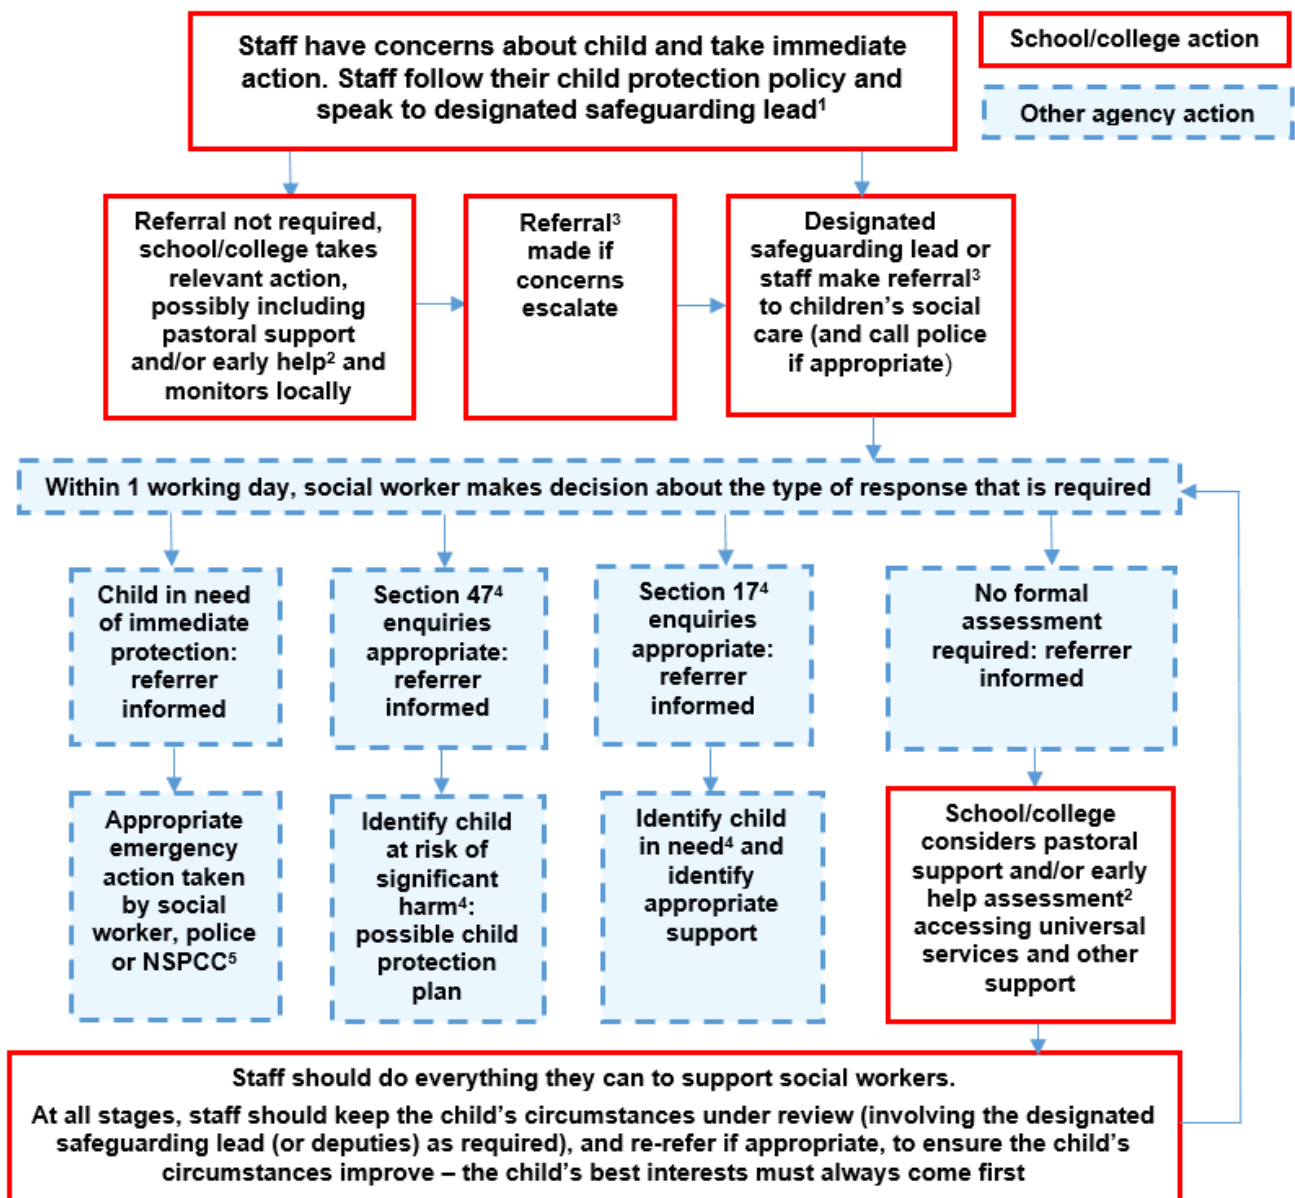 Staff have concerns about child and take immediate
action. Staff follow their child protection policy and
speak to designated safeguarding lead¹
School/college action
Other agency action
Referral not required,
school/college takes
relevant action,
possibly including
pastoral support
and/or early help² and
monitors locally
Referral³
made if
concerns
escalate
Designated
safeguarding lead or
staff make referral³
to children’s social
care (and call police
if appropriate)
Within 1 working day, social worker makes decision about the type of response that is required
Child in need
of immediate
protection:
referrer
informed
Section 47⁴
enquiries
appropriate:
referrer
informed
Section 17⁴
enquiries
appropriate:
referrer
informed
No formal
assessment
required: referrer
informed
Appropriate
emergency
action taken
by social
worker, police
or NSPCC⁵
Identify child
at risk of
significant
harm⁴:
possible child
protection
plan
Identify child
in need⁴ and
identify
appropriate
support
School/college
considers pastoral
support and/or early
help assessment²
accessing universal
services and other
support
Staff should do everything they can to support social workers.
At all stages, staff should keep the child’s circumstances under review (involving the designated
safeguarding lead (or deputies) as required), and re-refer if appropriate, to ensure the child’s
circumstances improve – the child’s best interests must always come first